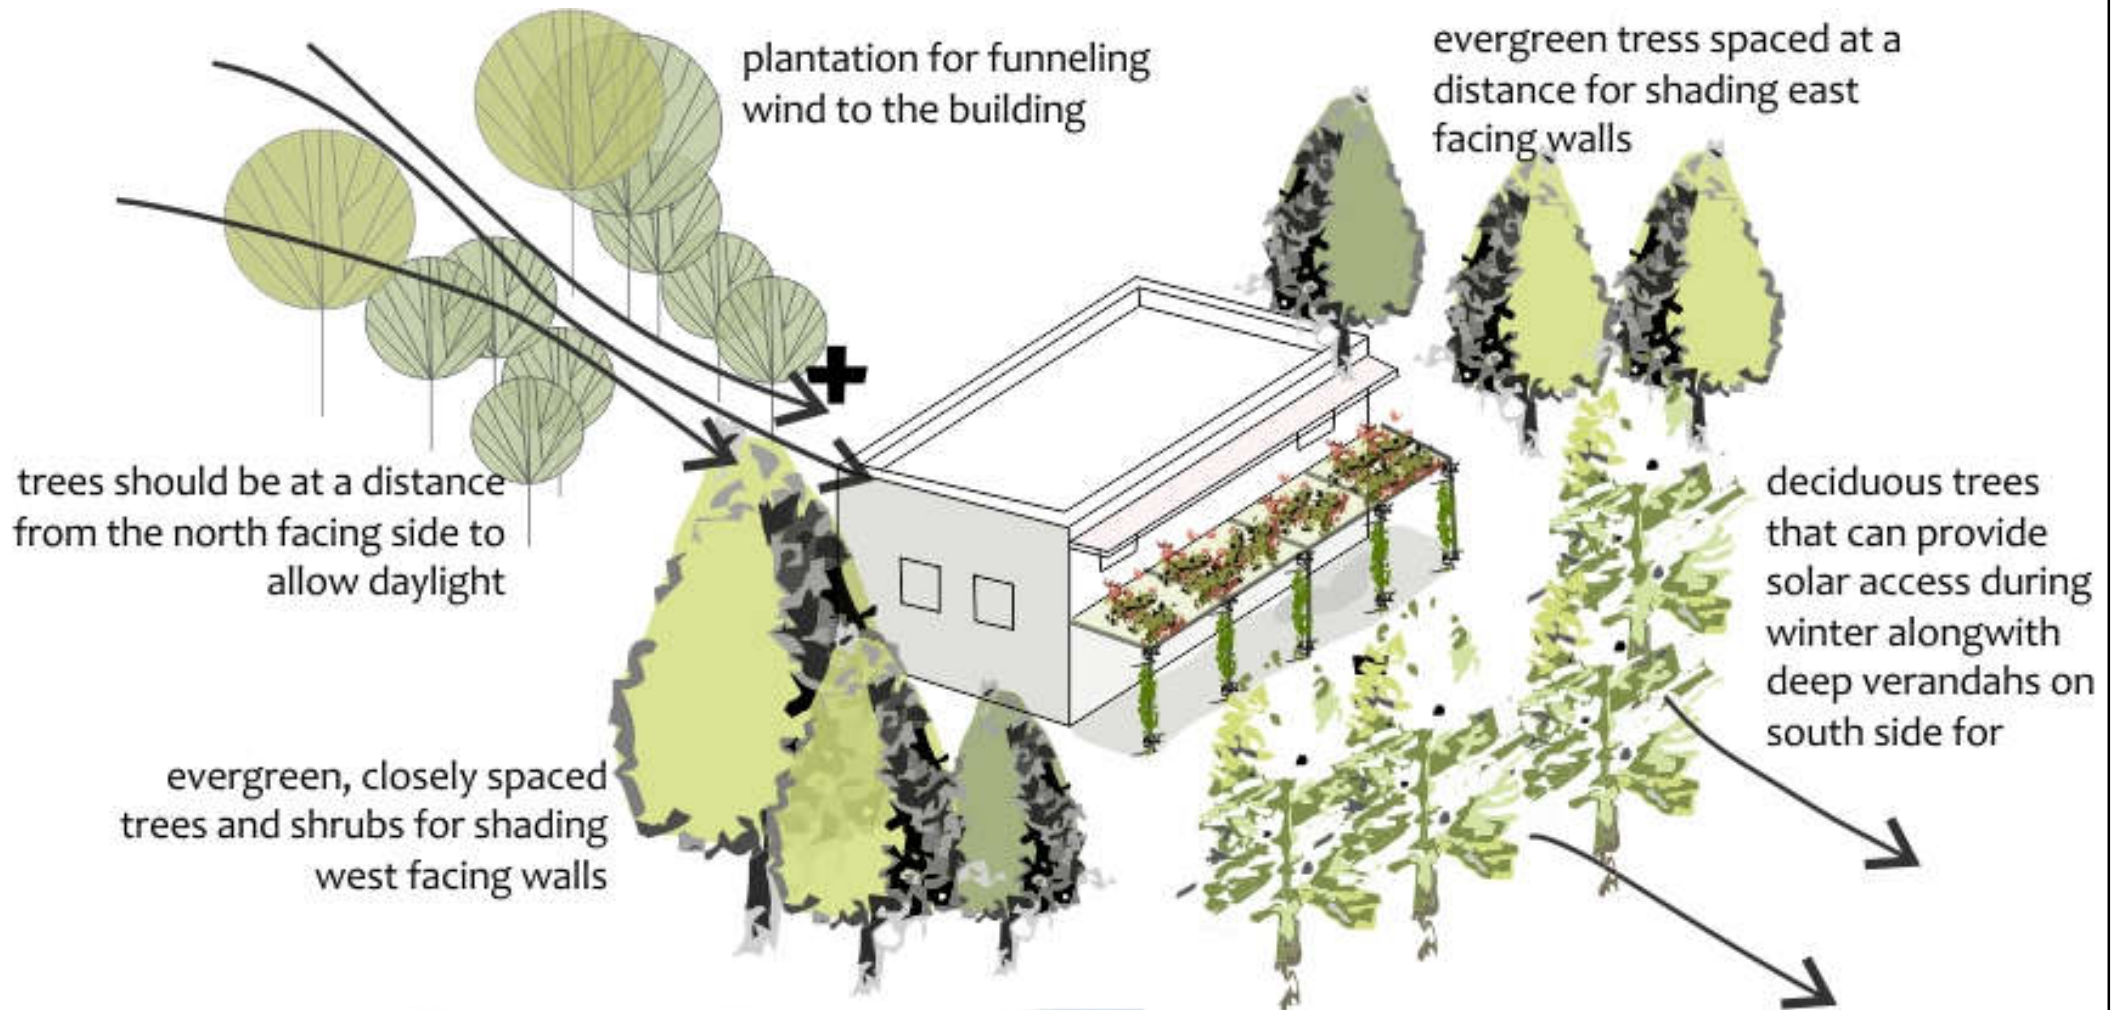 plantation for funneling
wind to the building
evergreen tress spaced at a
distance for shading east
facing walls
trees should be at a distance
from the north facing side to
allow daylight
deciduous trees
that can provide
solar access during
winter alongwith
deep verandahs on
south side for
evergreen, closely spaced
trees and shrubs for shading
west facing walls